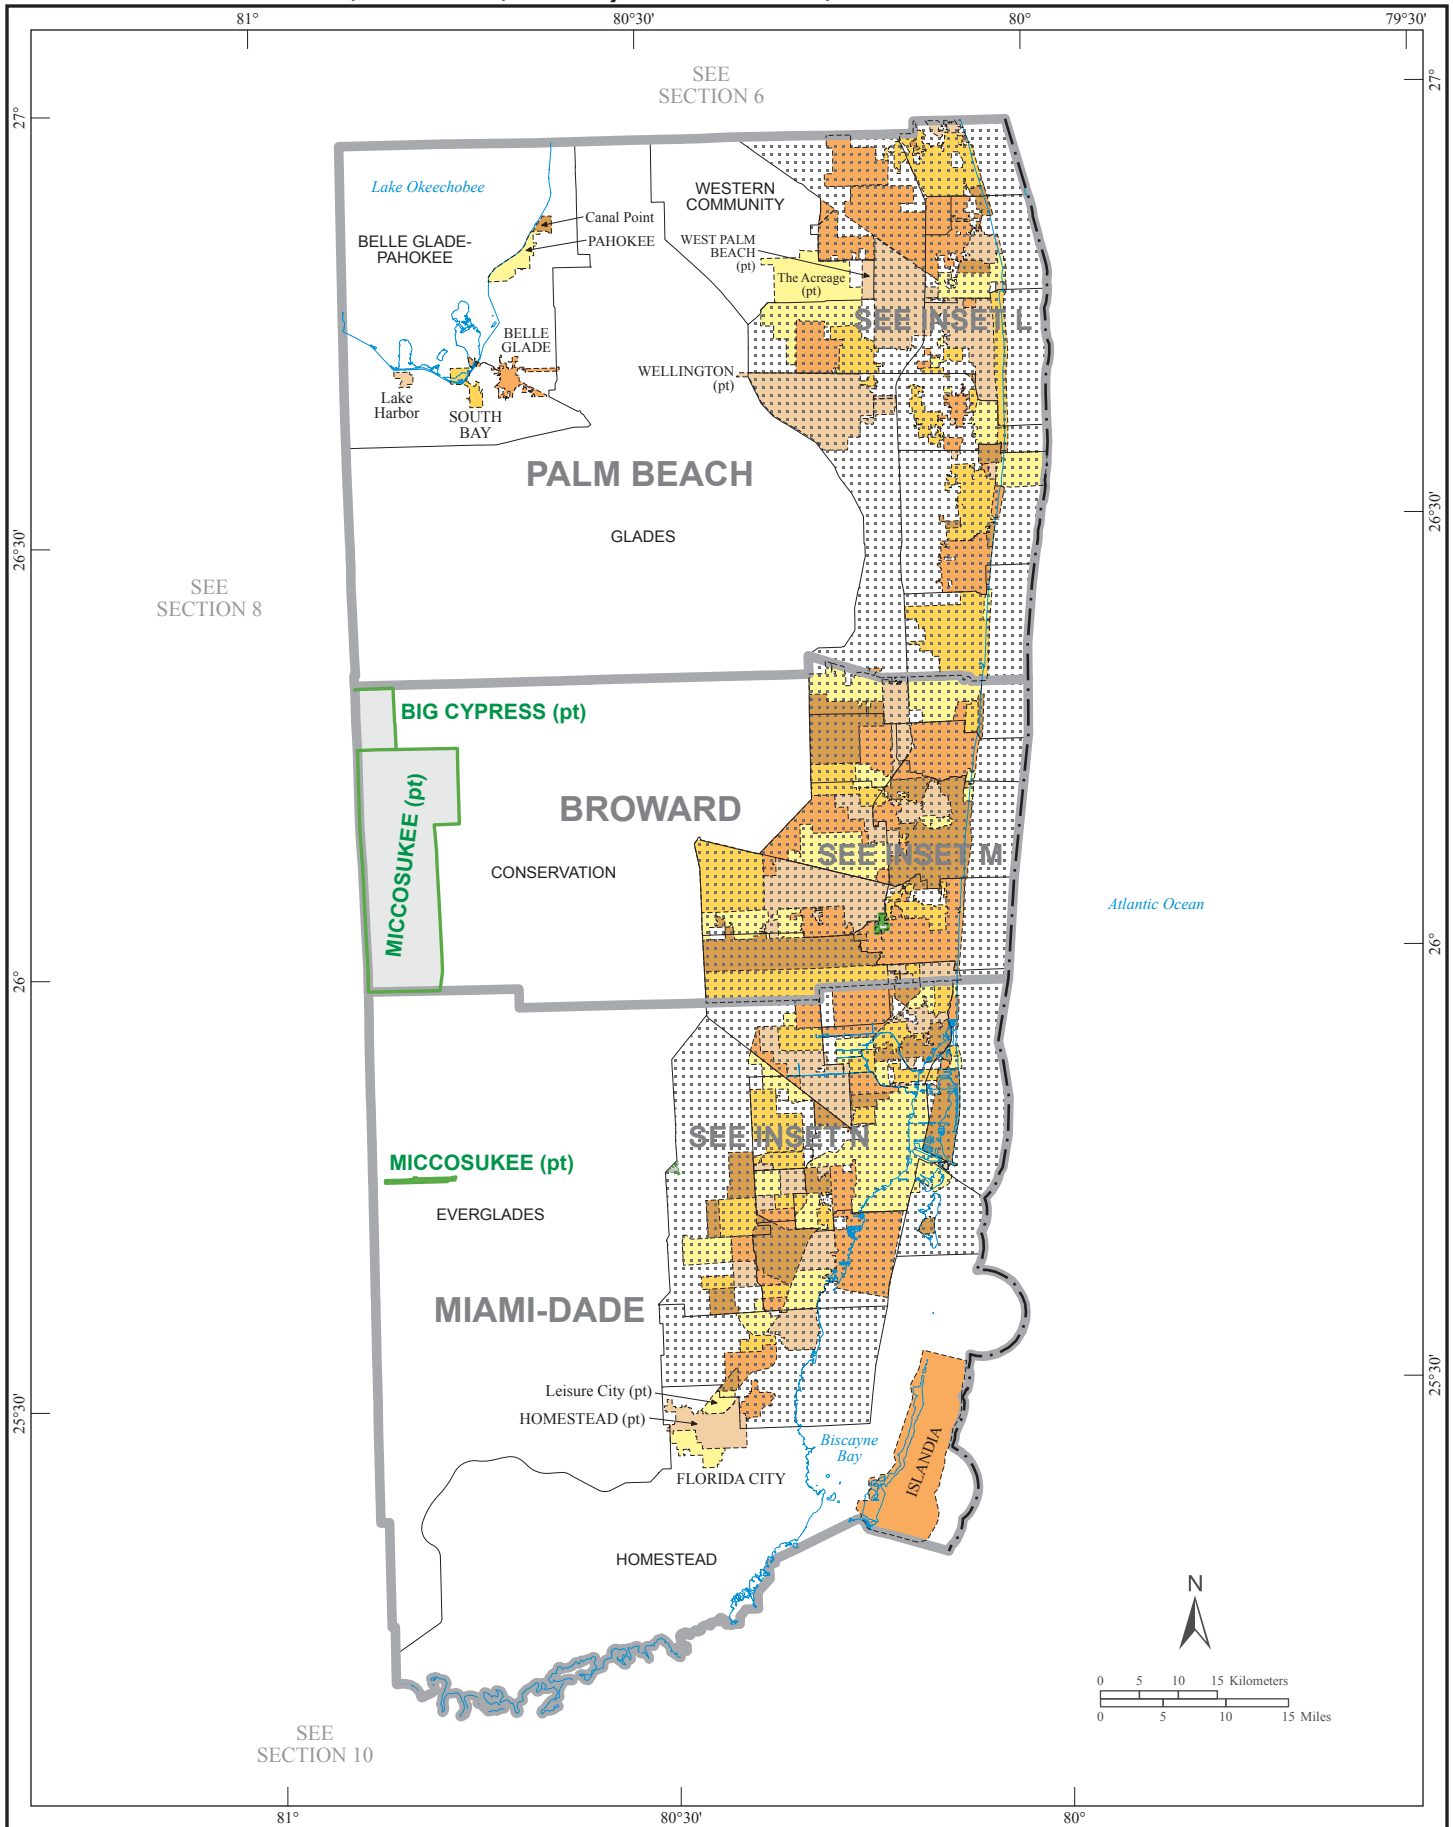 81°
80°30'
80°
79°30'
27°
27°
SEE
SECTION 6
Lake Okeechobee
WESTERN
COMMUNITY
Canal Point
PAHOKEE
BELLE GLADE-
PAHOKEE
WEST PALM
BEACH
(pt)
The Acreage
(pt)
SEE INSET L
BELLE
GLADE
WELLINGTON
(pt)
Lake
Harbor
SOUTH
BAY
PALM BEACH
GLADES
26°30'
26°30'
SEE
SECTION 8
BIG CYPRESS (pt)
MICCOSUKEE (pt)
BROWARD
SEE INSET M
CONSERVATION
Atlantic Ocean
26°
26°
SEE INSET N
MICCOSUKEE (pt)
EVERGLADES
MIAMI-DADE
25°30'
25°30'
Leisure City (pt)
HOMESTEAD (pt)
Biscayne
Bay
ISLANDIA
FLORIDA CITY
HOMESTEAD
N
0 5 10 15 Kilometers
0 5 10 15 Miles
SEE
SECTION 10
81°
80°30'
80°